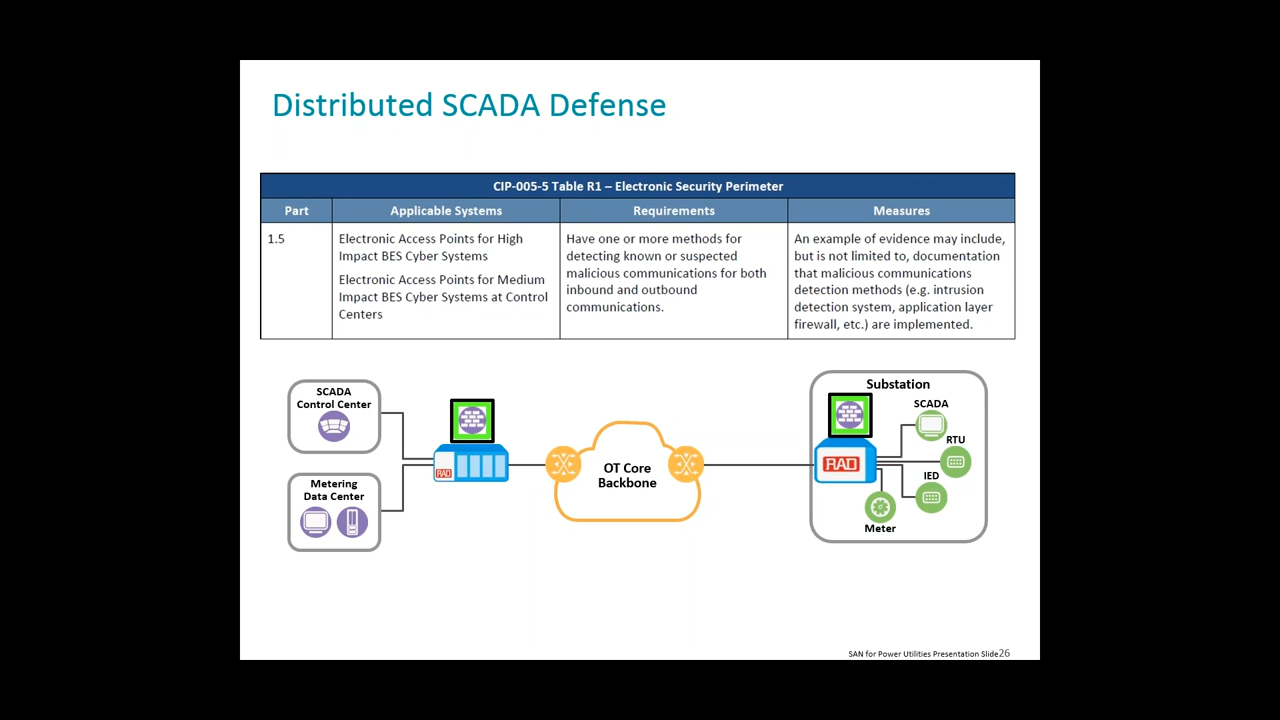 Distributed SCADA Defense
CIP-005-5 Table R1 – Electronic Security Perimeter
Part
Applicable Systems
Requirements
Measures
1.5
Electronic Access Points for High
Impact BES Cyber Systems
Electronic Access Points for Medium
Impact BES Cyber Systems at Control
Centers
Have one or more methods for
detecting known or suspected
malicious communications for both
inbound and outbound
communications.
An example of evidence may include,
but is not limited to, documentation
that malicious communications
detection methods (e.g. intrusion
detection system, application layer
firewall, etc.) are implemented.
SCADA
Control Center
Metering
Data Center
RAD
OT Core
Backbone
Substation
RAD
SCADA
RTU
IED
Meter
SAN for Power Utilities Presentation Slide26